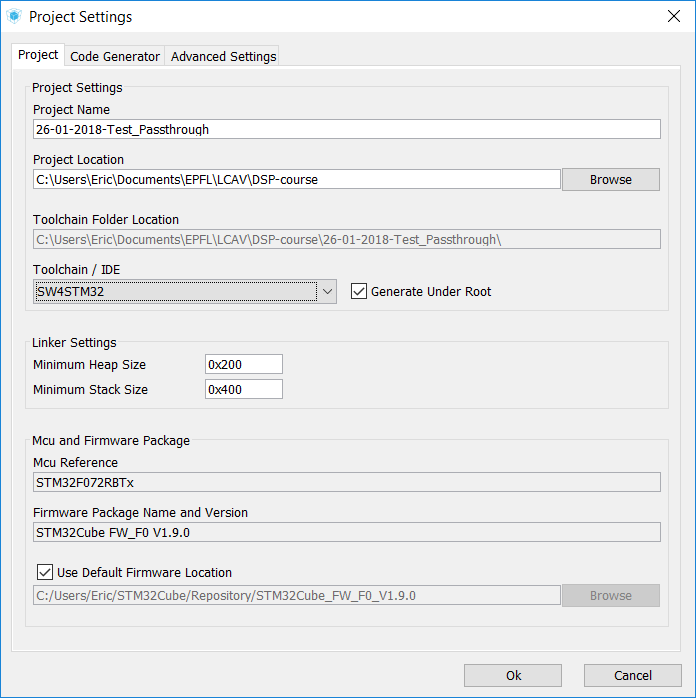 Project Settings
Project Code Generator Advanced Settings
Project Settings
Project Name
26-01-2018-Test_Passthrough
Project Location
C:\Users\Eric\Documents\EPFL\LCAV\DSP-course Browse
Toolchain Folder Location
C:\Users\Eric\Documents\EPFL\LCAV\DSP-course\26-01-2018-Test_Passthrough\
Toolchain / IDE
SW4STM32 Generate Under Root
Linker Settings
Minimum Heap Size 0x200
Minimum Stack Size 0x400
Mcu and Firmware Package
Mcu Reference
STM32F072RBTx
Firmware Package Name and Version
STM32Cube FW_F0 V1.9.0
Use Default Firmware Location
C:/Users/Eric/STM32Cube/Repository/STM32Cube_FW_F0_V1.9.0 Browse
Ok Cancel